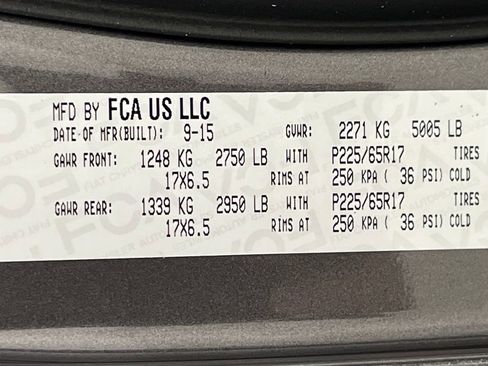 MFD BY FCA US LLC
DATE-OF MFR(BUILT): 9-15 GVWR: 2271 KG 5005 LB
GAWR FRONT: 1248 KG 2750 LB WITH P225/65R17 TIRES
17X6.5 RIMS AT 250 KPA ( 36 PSI) COLD
GAWR REAR: 1339 KG 2950 LB WITH P225/65R17 TIRES
17X6.5 RIMS AT 250 KPA ( 36 PSI) COLD